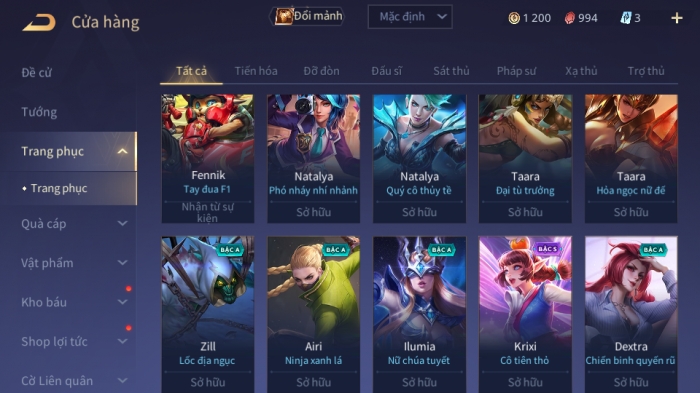 Cửa hàng
Đổi mảnh
Mặc định
1 200
994
3
Đề cử
Tướng
Trang phục
Trang phục
Quà cáp
Vật phẩm
Kho báu
Shop lợi tức
Cờ Liên quân
Tất cả
Tiến hóa
Đỡ đòn
Đấu sĩ
Sát thủ
Pháp sư
Xạ thủ
Trợ thủ
Fennik
Tay đua F1
Nhận từ sự
kiện
Natalya
Phó nháy nhí nhảnh
Sở hữu
Natalya
Quý cô thủy tề
Sở hữu
Taara
Đại tù trưởng
Sở hữu
Taara
Hỏa ngọc nữ đế
Sở hữu
BẬC A
Zill
Lốc địa ngục
Sở hữu
BẬC A
Airi
Ninja xanh lá
Sở hữu
BẬC A
Ilumia
Nữ chúa tuyết
Sở hữu
BẬC S
Krixi
Cô tiên thỏ
Sở hữu
BẬC A
Dextra
Chiến binh quyến rũ
Sở hữu